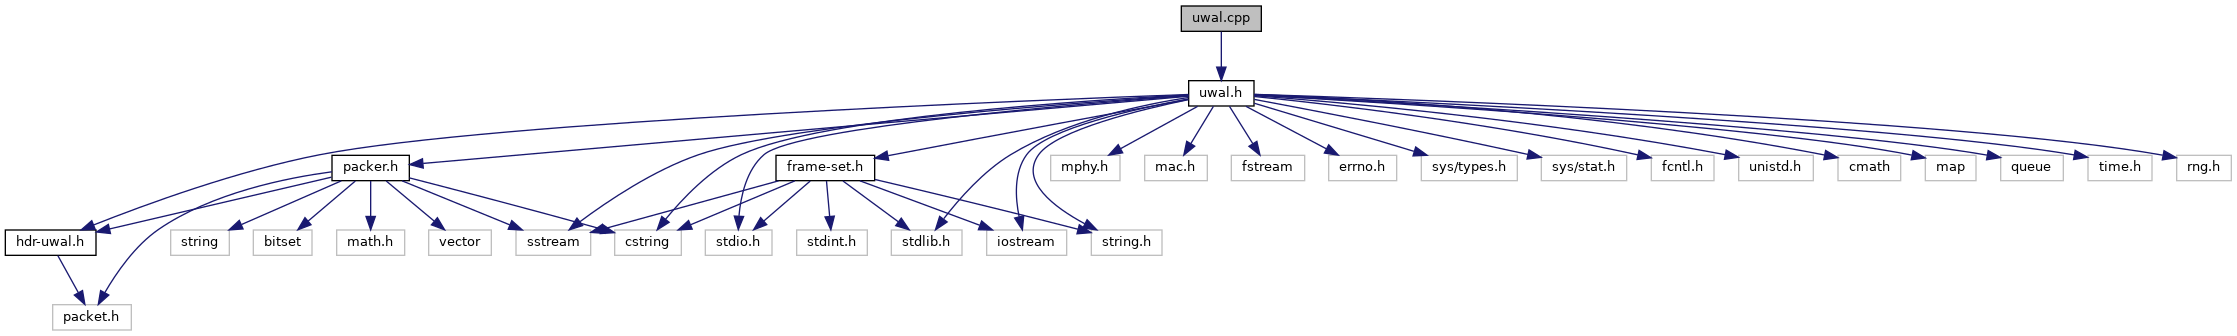 uwal.cpp
uwal.h
packer.h
frame-set.h
mphy.h
mac.h
fstream
errno.h
sys/types.h
sys/stat.h
fcntl.h
unistd.h
cmath
map
queue
time.h
rng.h
hdr-uwal.h
string
bitset
math.h
vector
sstream
cstring
stdio.h
stdint.h
stdlib.h
iostream
string.h
packet.h